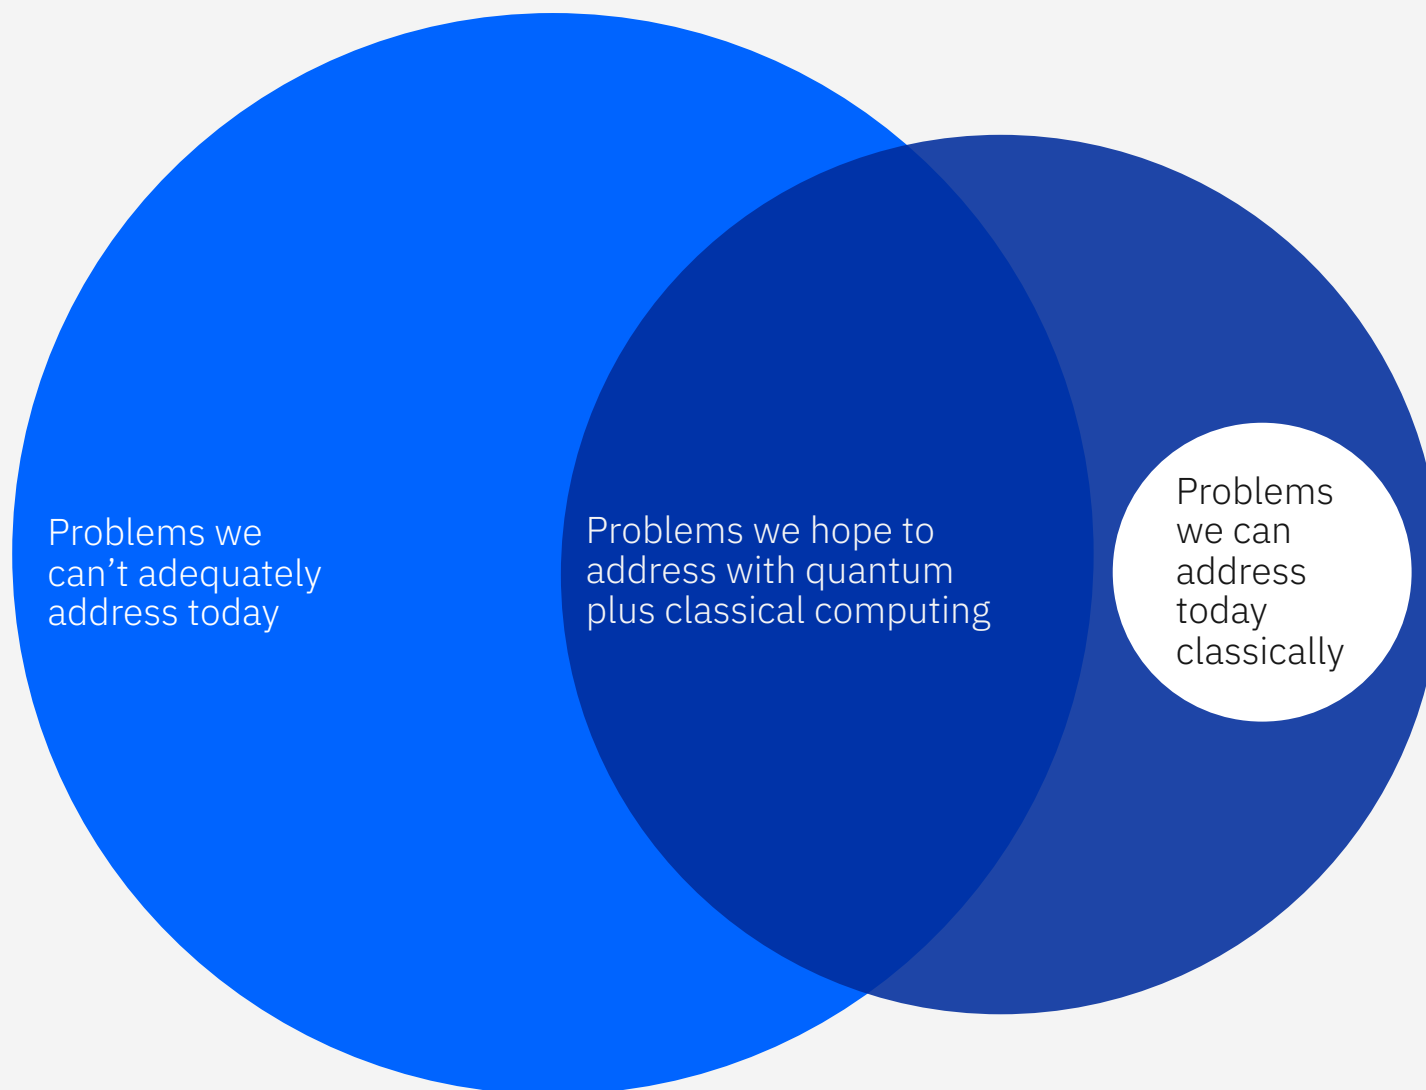 Problems we
can’t adequately
address today
Problems we hope to
address with quantum
plus classical computing
Problems
we can
address
today
classically